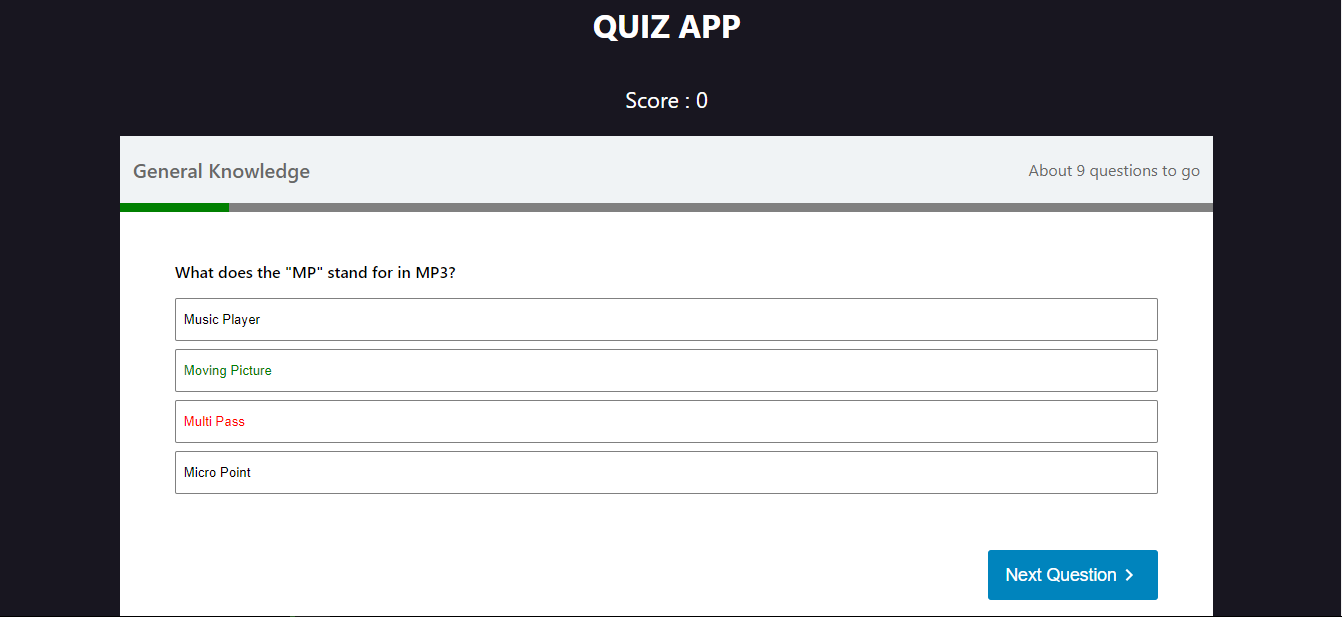 QUIZ APP
Score : 0
General Knowledge
About 9 questions to go
What does the "MP" stand for in MP3?
Music Player
Moving Picture
Multi Pass
Micro Point
Next Question >